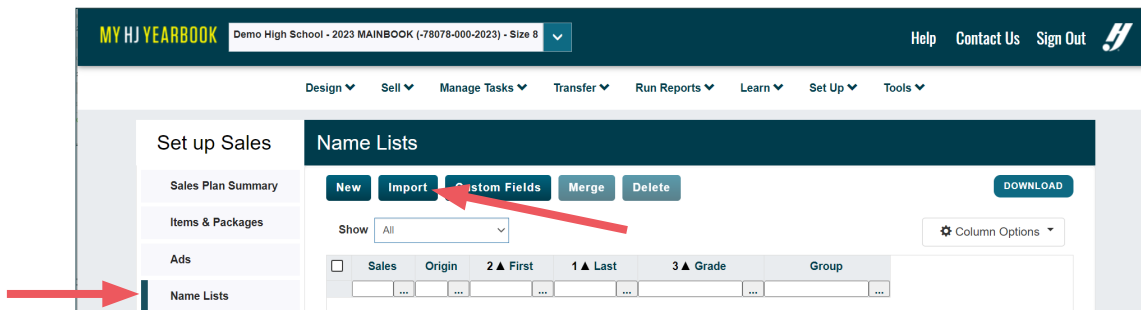 MY HJ YEARBOOK Demo High School - 2023 MAINBOOK (-78078-000-2023) - Size 8 Help Contact Us Sign Out
Design Sell Manage Tasks Transfer Run Reports Learn Set Up Tools
Set up Sales Name Lists
Sales Plan Summary New Import Custom Fields Merge Delete DOWNLOAD
Items & Packages Show All Column Options
Ads Sales Origin 2 ▲ First 1 ▲ Last 3 ▲ Grade Group
Name Lists ... ... ... ... ... ...